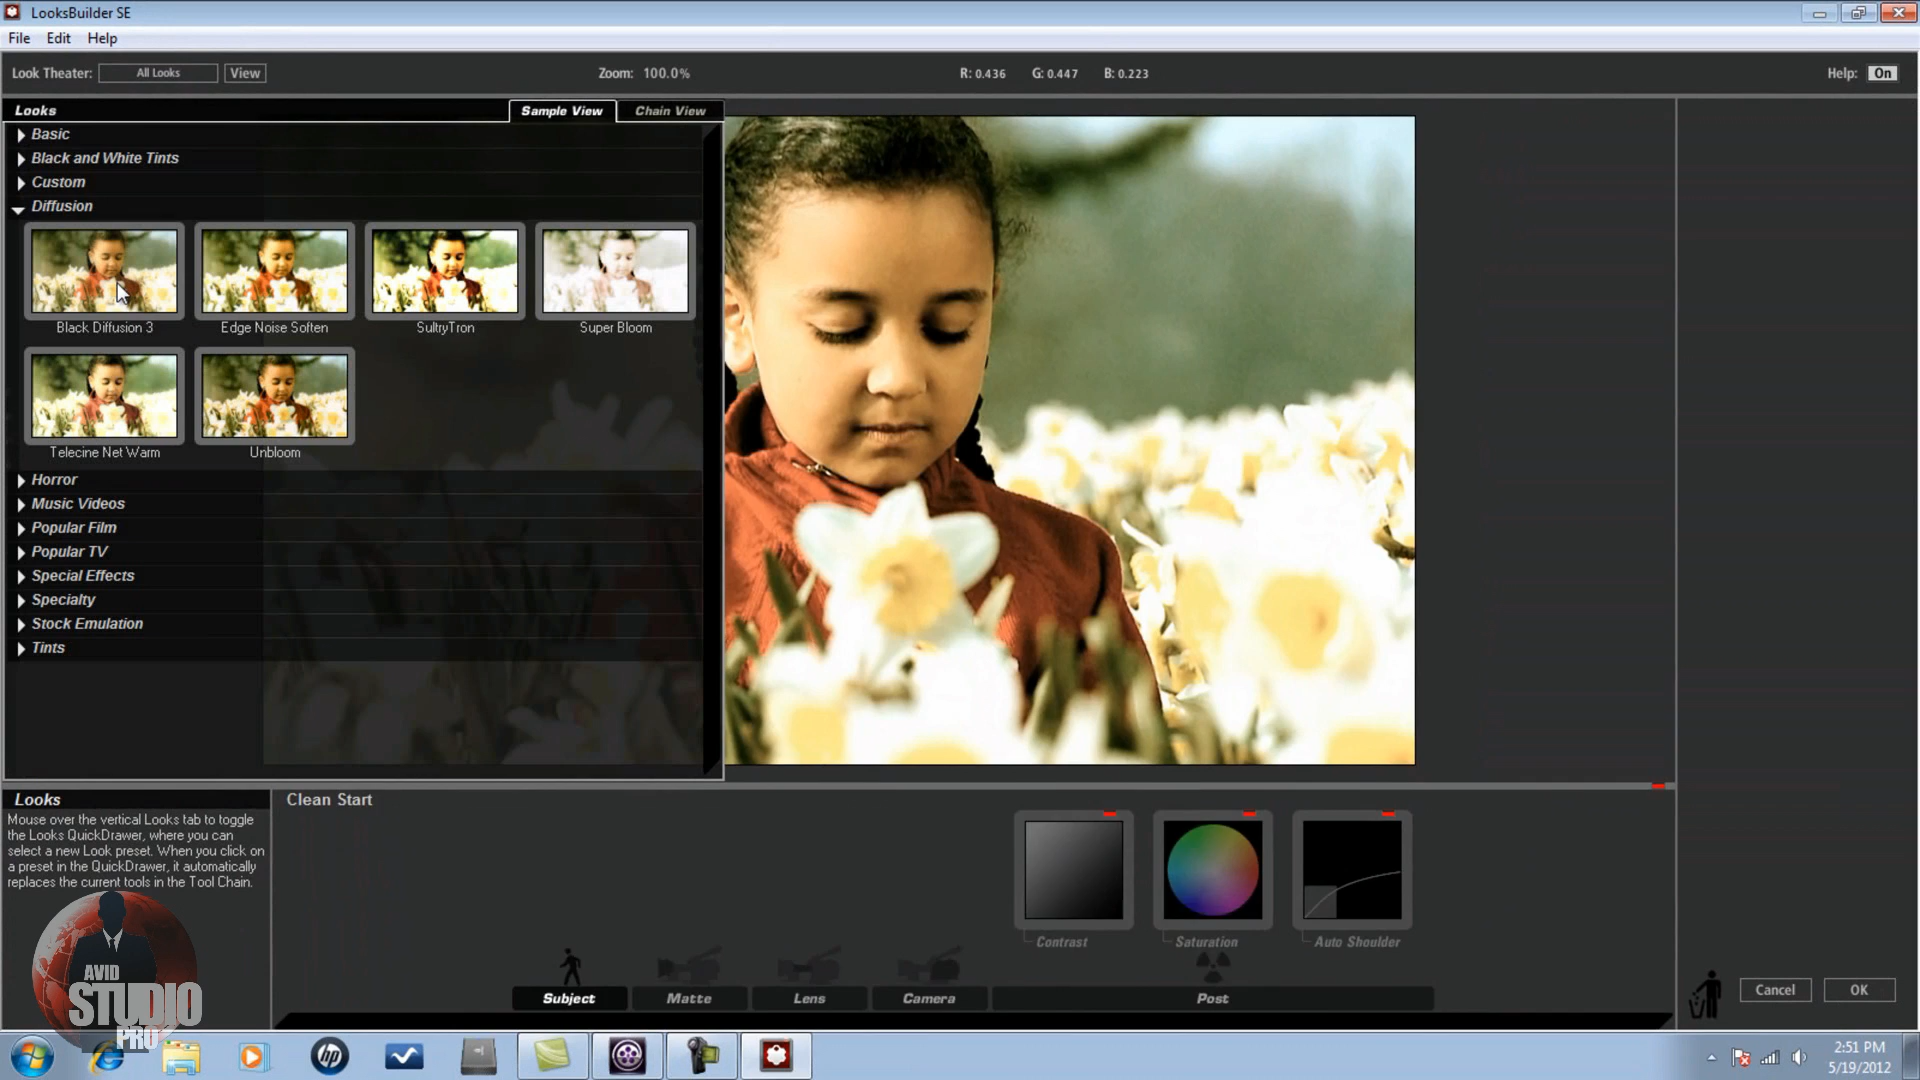 LooksBuilder SE
File Edit Help
Look Theater: All Looks View
Zoom: 100.0%
R: 0.436 G: 0.447 B: 0.223
Help: On
Looks
Sample View
Chain View
Basic
Black and White Tints
Custom
Diffusion
Black Diffusion 3
Edge Noise Soften
SultryTron
Super Bloom
Telecine Net Warm
Unbloom
Horror
Music Videos
Popular Film
Popular TV
Special Effects
Specialty
Stock Emulation
Tints
Looks
Mouse over the vertical Looks tab to toggle
the Looks QuickDrawer, where you can
select a new Look preset. When you click on
a preset in the QuickDrawer, it automatically
replaces the current tools in the Tool Chain.
Clean Start
Contrast
Saturation
Auto Shoulder
Subject
Matte
Lens
Camera
Post
Cancel
OK
AVID
STUDIO
PRO
hp
2:51 PM
5/19/2012